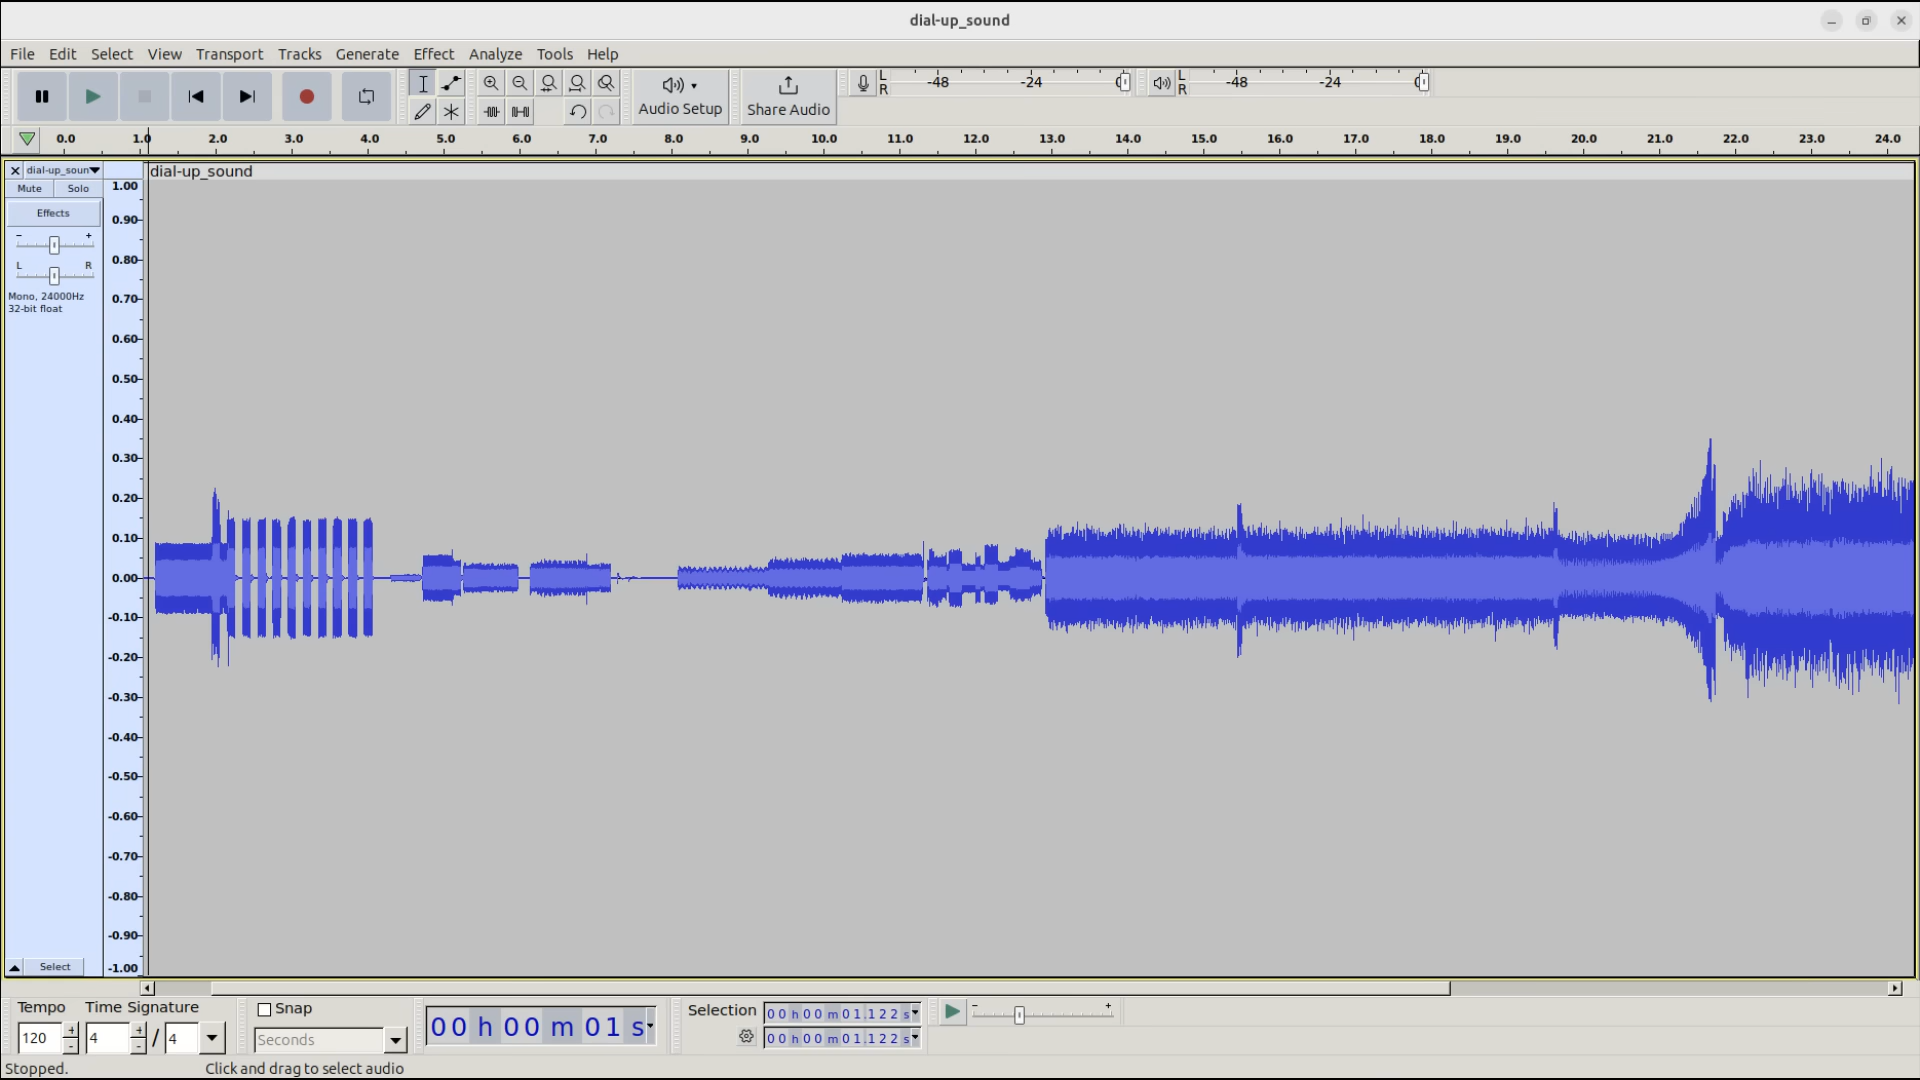 dial-up_sound
File Edit Select View Transport Tracks Generate Effect Analyze Tools Help
Audio Setup
Share Audio
L
R
-48 -24 0
L
R
-48 -24 0
0.0 1.0 2.0 3.0 4.0 5.0 6.0 7.0 8.0 9.0 10.0 11.0 12.0 13.0 14.0 15.0 16.0 17.0 18.0 19.0 20.0 21.0 22.0 23.0 24.0
dial-up_soun
dial-up_sound
Mute Solo
Effects
- +
L R
Mono, 24000Hz
32-bit float
1.00
0.90
0.80
0.70
0.60
0.50
0.40
0.30
0.20
0.10
0.00
-0.10
-0.20
-0.30
-0.40
-0.50
-0.60
-0.70
-0.80
-0.90
-1.00
Select
Tempo Time Signature
120 4 / 4
Snap
Seconds
00 h 00 m 01 s
Selection
00 h 00 m 01.122 s
00 h 00 m 01.122 s
- +
Stopped. Click and drag to select audio